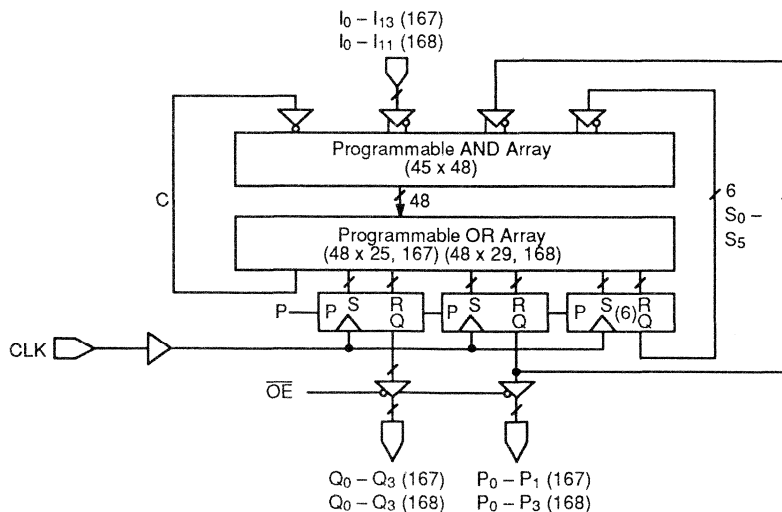 I0 – I13 (167)
I0 – I11 (168)
Programmable AND Array
(45 x 48)
C
48
6
S0 –
S5
Programmable OR Array
(48 x 25, 167) (48 x 29, 168)
P
P S R Q
P S R Q
P S (6) R Q
CLK
OE
Q0 – Q3 (167)
Q0 – Q3 (168)
P0 – P1 (167)
P0 – P3 (168)